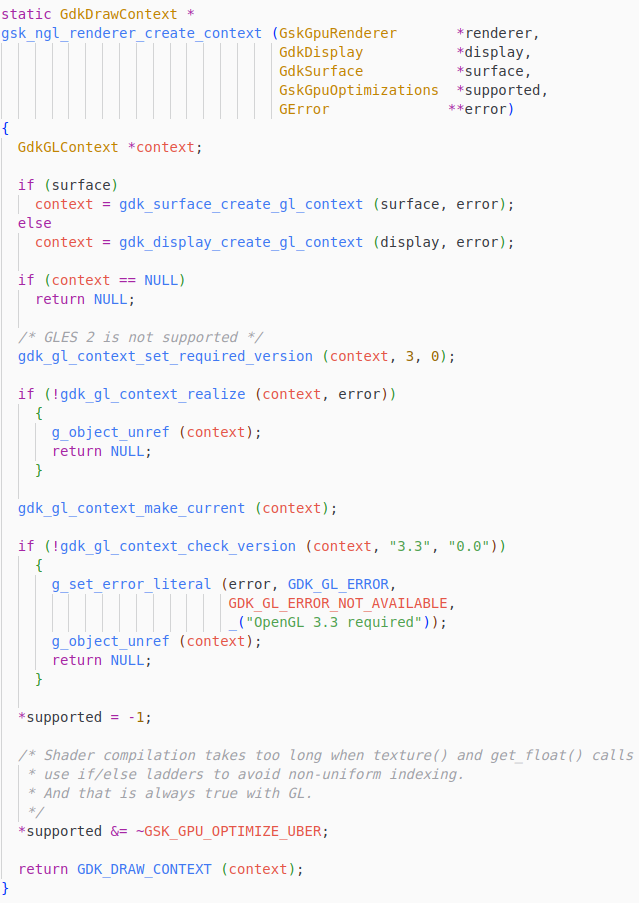 static GdkDrawContext *
gsk_ngl_renderer_create_context (GskGpuRenderer       *renderer,
                                 GdkDisplay           *display,
                                 GdkSurface           *surface,
                                 GskGpuOptimizations  *supported,
                                 GError              **error)
{
  GdkGLContext *context;

  if (surface)
    context = gdk_surface_create_gl_context (surface, error);
  else
    context = gdk_display_create_gl_context (display, error);

  if (context == NULL)
    return NULL;

  /* GLES 2 is not supported */
  gdk_gl_context_set_required_version (context, 3, 0);

  if (!gdk_gl_context_realize (context, error))
    {
      g_object_unref (context);
      return NULL;
    }

  gdk_gl_context_make_current (context);

  if (!gdk_gl_context_check_version (context, "3.3", "0.0"))
    {
      g_set_error_literal (error, GDK_GL_ERROR,
                           GDK_GL_ERROR_NOT_AVAILABLE,
                           _("OpenGL 3.3 required"));
      g_object_unref (context);
      return NULL;
    }

  *supported = -1;

  /* Shader compilation takes too long when texture() and get_float() calls
   * use if/else ladders to avoid non-uniform indexing.
   * And that is always true with GL.
   */
  *supported &= ~GSK_GPU_OPTIMIZE_UBER;

  return GDK_DRAW_CONTEXT (context);
}